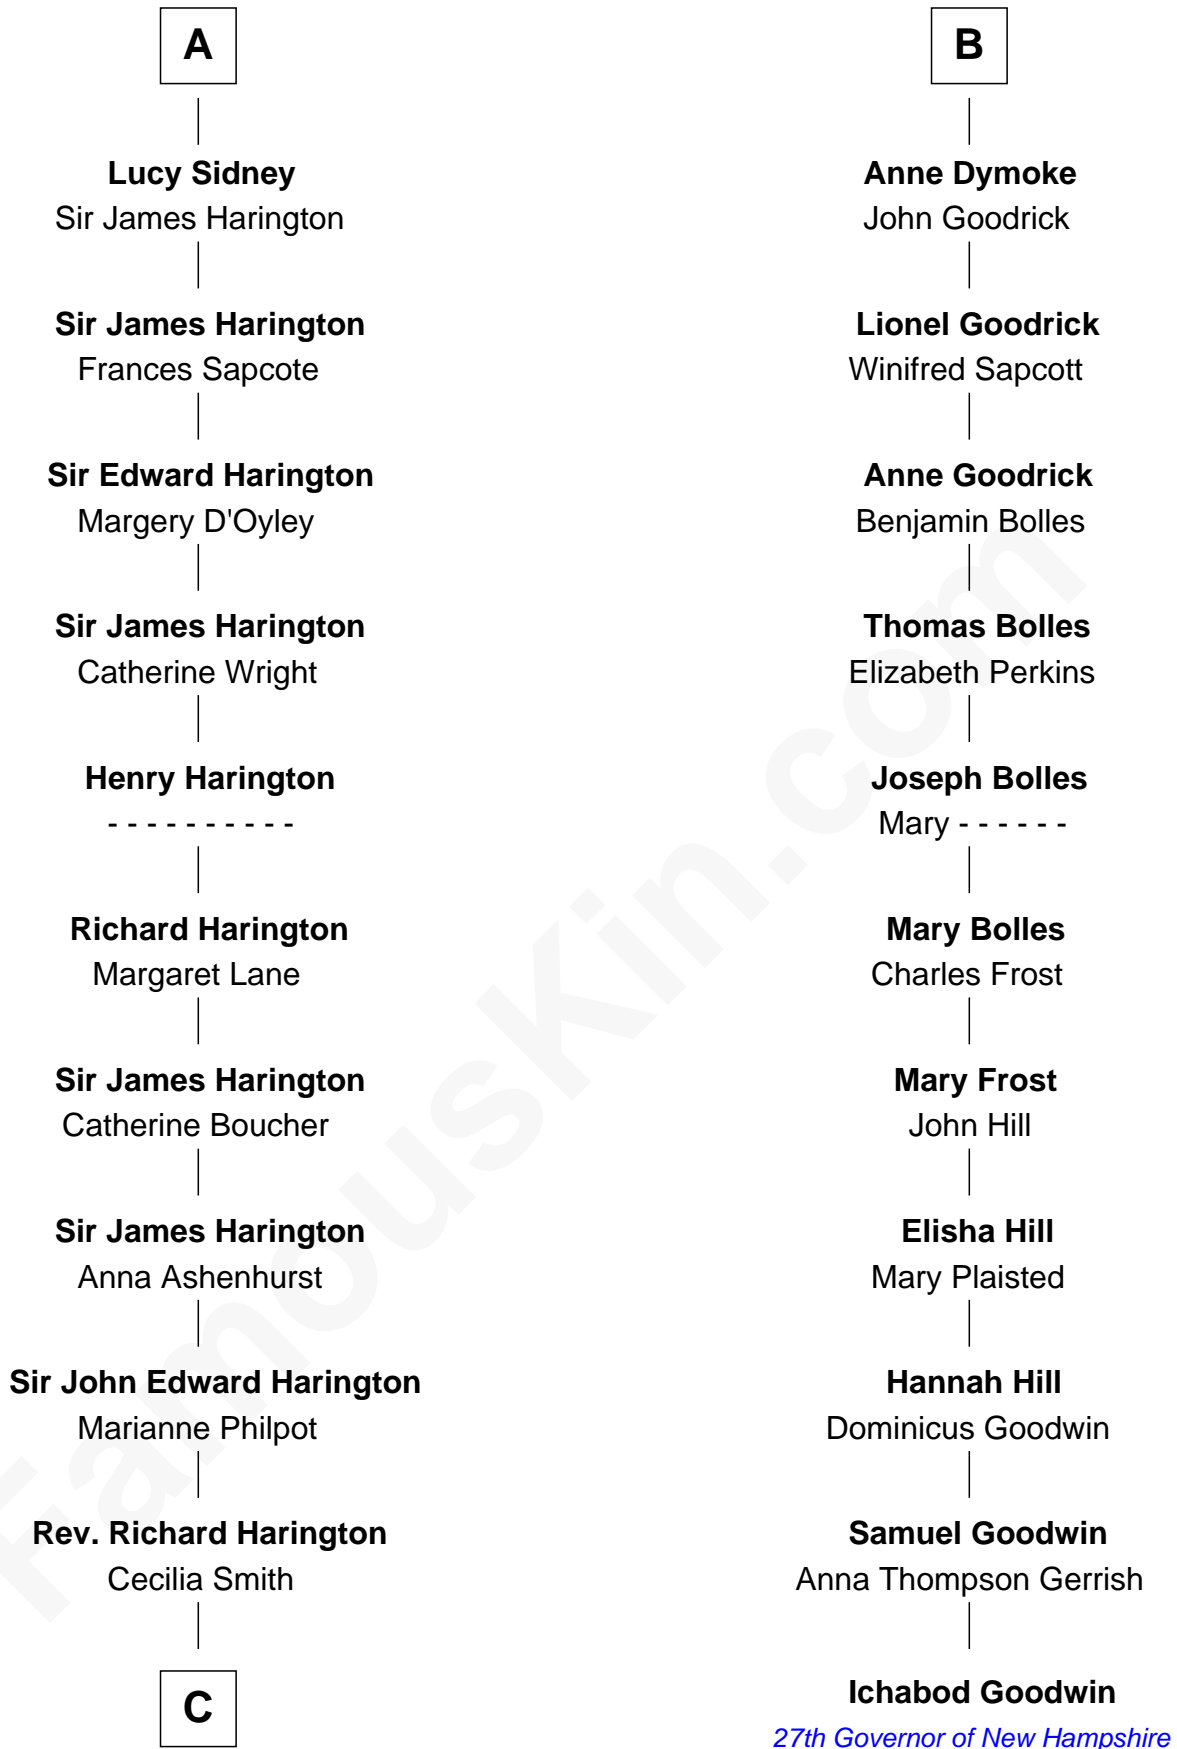 A
Lucy Sidney
Sir James Harington
Sir James Harington
Frances Sapcote
Sir Edward Harington
Margery D'Oyley
Sir James Harington
Catherine Wright
Henry Harington
- - - - - - - - - -
Richard Harington
Margaret Lane
Sir James Harington
Catherine Boucher
Sir James Harington
Anna Ashenhurst
Sir John Edward Harington
Marianne Philpot
Rev. Richard Harington
Cecilia Smith
C
B
Anne Dymoke
John Goodrick
Lionel Goodrick
Winifred Sapcott
Anne Goodrick
Benjamin Bolles
Thomas Bolles
Elizabeth Perkins
Joseph Bolles
Mary - - - - - -
Mary Bolles
Charles Frost
Mary Frost
John Hill
Elisha Hill
Mary Plaisted
Hannah Hill
Dominicus Goodwin
Samuel Goodwin
Anna Thompson Gerrish
Ichabod Goodwin
27th Governor of New Hampshire
FamousKin.com